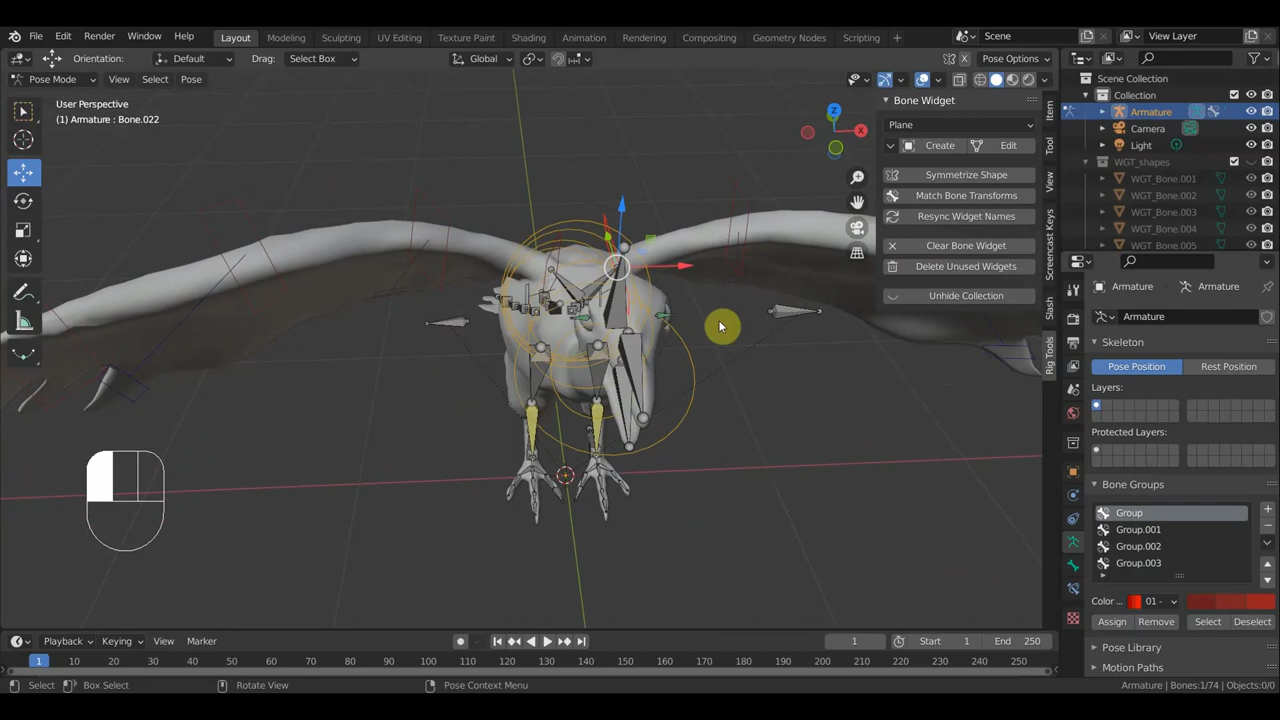 File Edit Render Window Help Layout Modeling Sculpting UV Editing Texture Paint Shading Animation Rendering Compositing Geometry Nodes Scripting + Scene View Layer
Orientation: Default Drag: Select Box Global X Pose Options
Pose Mode View Select Pose
User Perspective
(1) Armature : Bone.022
Z
X
Bone Widget
Plane
Create Edit
Symmetrize Shape
Match Bone Transforms
Resync Widget Names
Clear Bone Widget
Delete Unused Widgets
Unhide Collection
Item
Tool
View
Screencast Keys
Slash
Rig Tools
Scene Collection
Collection
Armature
Camera
Light
WGT_shapes
WGT_Bone.001
WGT_Bone.002
WGT_Bone.003
WGT_Bone.004
WGT_Bone.005
Armature Armature
Armature
Skeleton
Pose Position Rest Position
Layers:
Protected Layers:
Bone Groups
Group
Group.001
Group.002
Group.003
Color ... 01 -
Assign Remove Select Deselect
Pose Library
Motion Paths
Playback Keying View Marker 1 Start 1 End 250
1 10 20 30 40 50 60 70 80 90 100 110 120 130 140 150 160 170 180 190 200 210 220 230 240 250
Select Box Select Rotate View Pose Context Menu Armature | Bones:1/74 | Objects:0/0